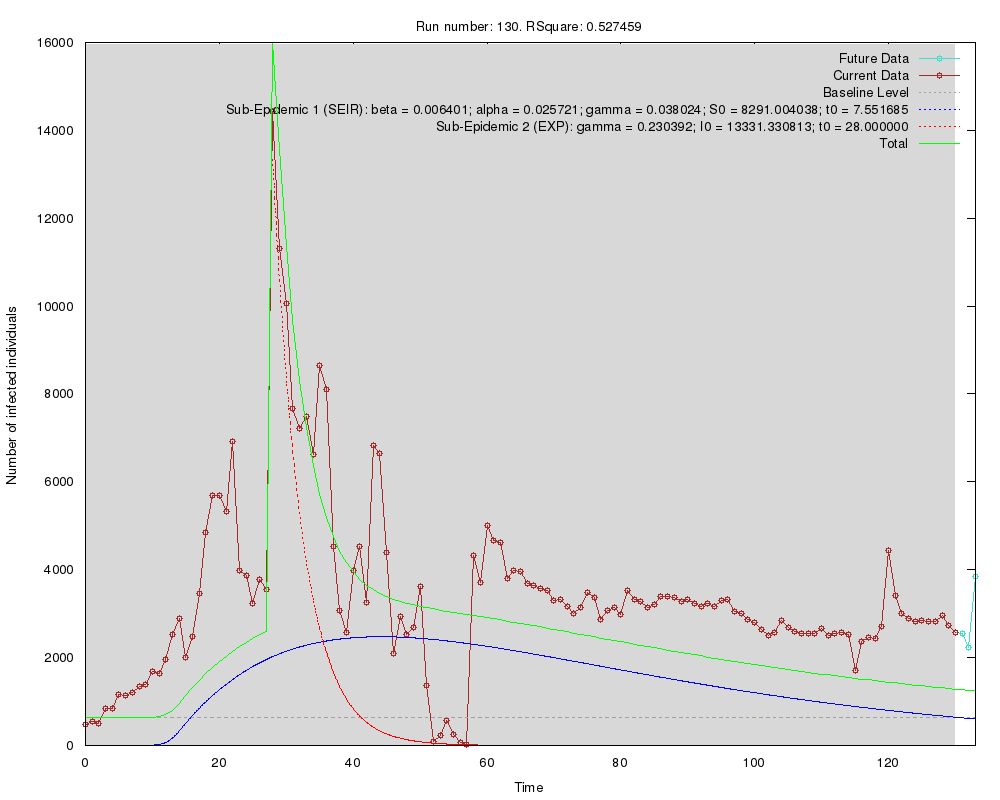 Run number: 130. RSquare: 0.527459
16000
14000
12000
10000
8000
6000
4000
2000
0
Number of infected individuals
Future Data
Current Data
Baseline Level
Sub-Epidemic 1 (SEIR): beta = 0.006401; alpha = 0.025721; gamma = 0.038024; S0 = 8291.004038; t0 = 7.551685
Sub-Epidemic 2 (EXP): gamma = 0.230392; I0 = 13331.330813; t0 = 28.000000
Total
0 20 40 60 80 100 120
Time